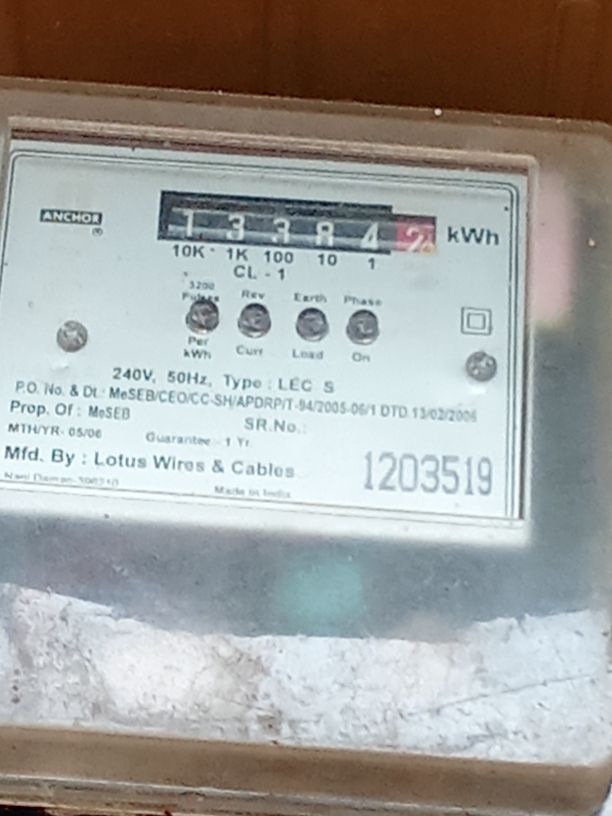 ANCHOR
®
1 3 3 8 4 2 kWh
10K 1K 100 10 1
CL - 1
3200 Pulses Per kWh
Rev Curr
Earth Load
Phase On
240V, 50Hz, Type : LEC S
P.O. No. & Dt.: MeSEB/CEO/CC-SH/APDRP/T-94/2005-06/1 DTD.13/02/2006
Prop. Of : MeSEB SR.No.:
MTH/YR- 05/06 Guarantee - 1 Yr.
Mfd. By : Lotus Wires & Cables 1203519
Nani Daman Made in India